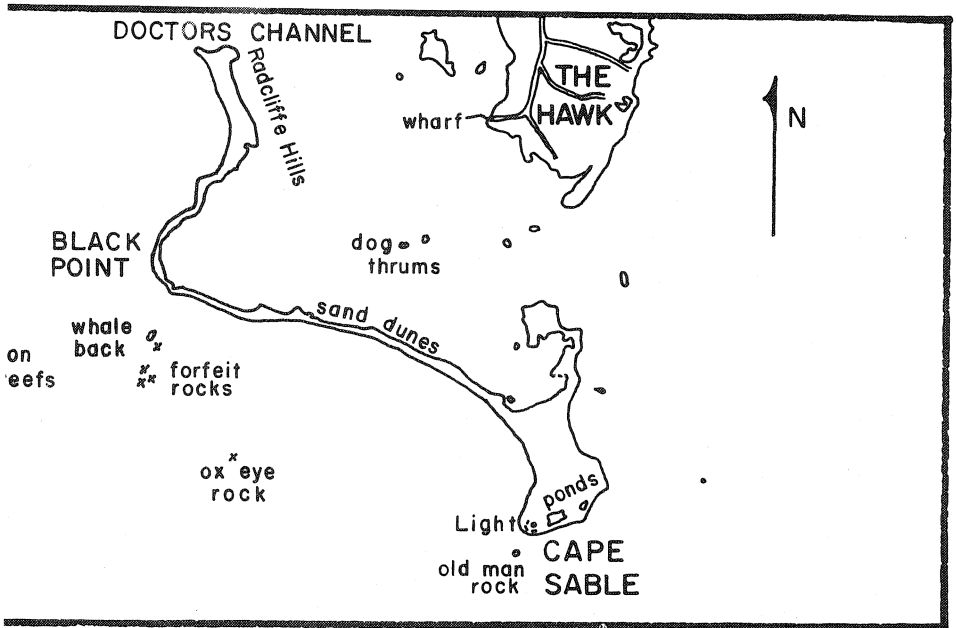 DOCTORS CHANNEL
Radcliffe Hills
THE
HAWK
wharf
N
BLACK
POINT
dog
thrums
sand dunes
whale
back
on
eefs
forfeit
rocks
ox eye
rock
ponds
Light
old man
rock
CAPE
SABLE